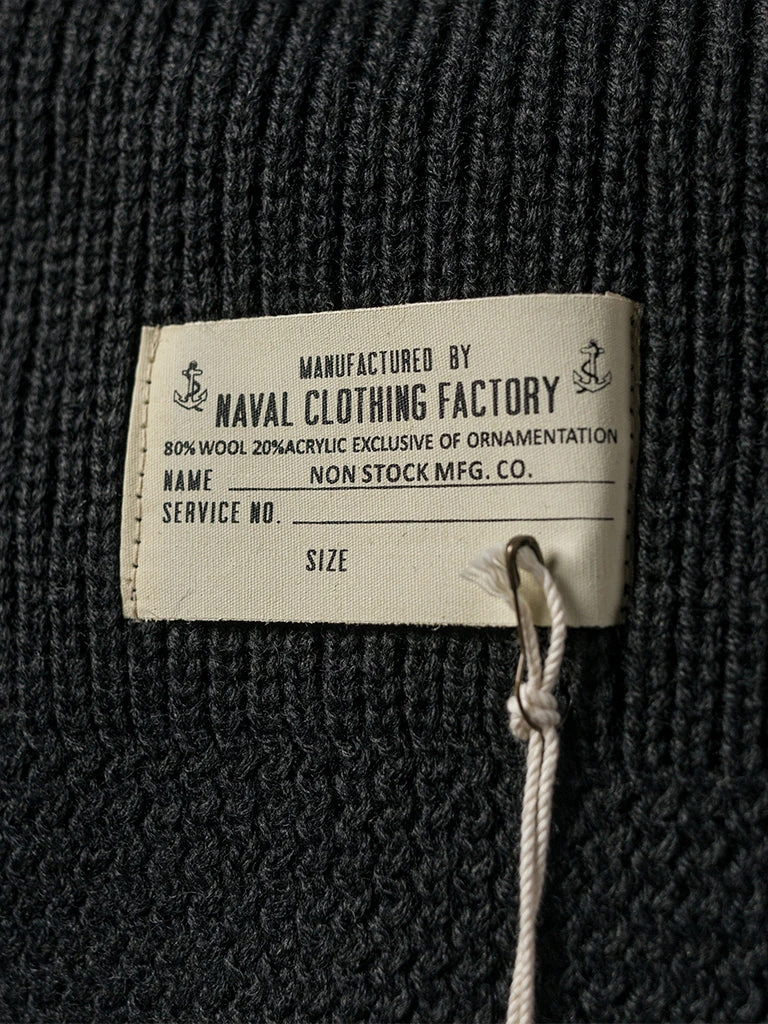 MANUFACTURED BY
NAVAL CLOTHING FACTORY
80% WOOL 20%ACRYLIC EXCLUSIVE OF ORNAMENTATION
NAME NON STOCK MFG. CO.
SERVICE NO.
SIZE